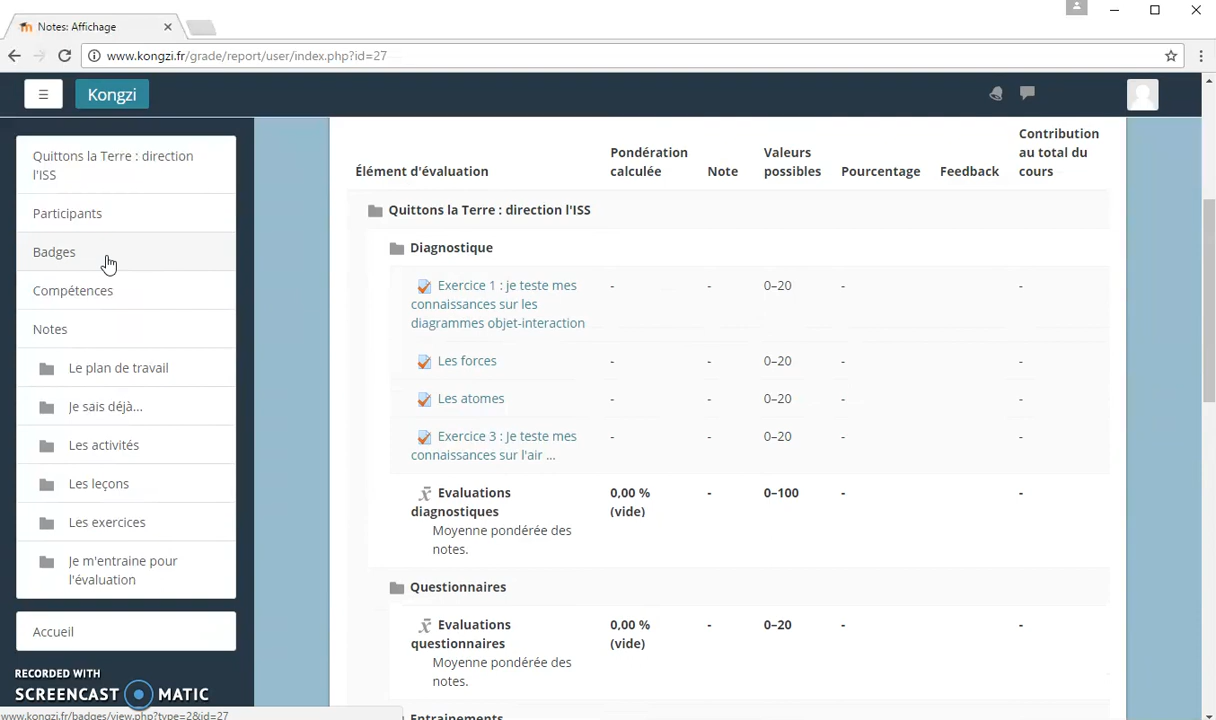 Notes: Affichage
www.kongzi.fr/grade/report/user/index.php?id=27
Kongzi
Quittons la Terre : direction
l'ISS
Participants
Badges
Compétences
Notes
Le plan de travail
Je sais déjà...
Les activités
Les leçons
Les exercices
Je m'entraine pour
l'évaluation
Accueil
RECORDED WITH
SCREENCAST MATIC
www.kongzi.fr/badges/view.php?type=2&id=27
Élément d'évaluation
Pondération
calculée
Note
Valeurs
possibles
Pourcentage
Feedback
Contribution
au total du
cours
Quittons la Terre : direction l'ISS
Diagnostique
Exercice 1 : je teste mes - - 0–20 - -
connaissances sur les
diagrammes objet-interaction
Les forces - - 0–20 - -
Les atomes - - 0–20 - -
Exercice 3 : Je teste mes - - 0–20 - -
connaissances sur l'air ...
x̄ Evaluations 0,00 % - 0–100 - -
diagnostiques (vide)
Moyenne pondérée des
notes.
Questionnaires
x̄ Evaluations 0,00 % - 0–20 - -
questionnaires (vide)
Moyenne pondérée des
notes.
Entrainements